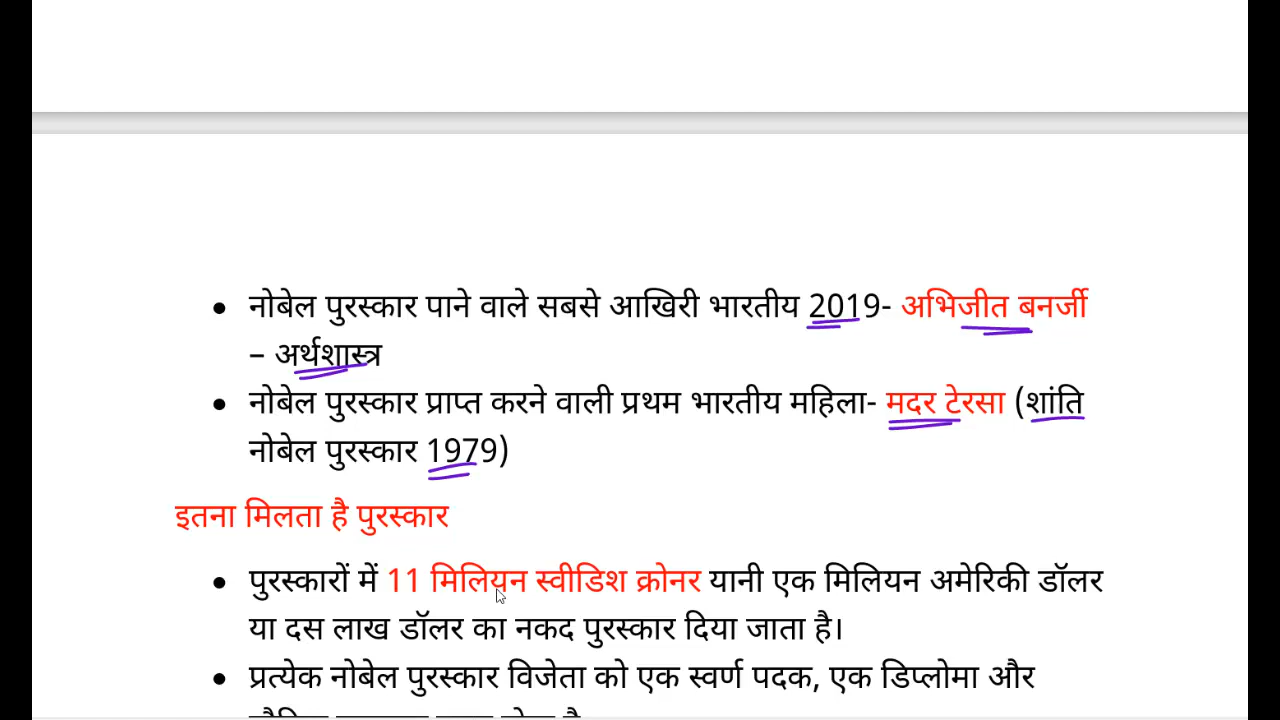 • नोबेल पुरस्कार पाने वाले सबसे आखिरी भारतीय 2019- अभिजीत बनर्जी
– अर्थशास्त्र
• नोबेल पुरस्कार प्राप्त करने वाली प्रथम भारतीय महिला- मदर टेरसा (शांति
नोबेल पुरस्कार 1979)
इतना मिलता है पुरस्कार
• पुरस्कारों में 11 मिलियन स्वीडिश क्रोनर यानी एक मिलियन अमेरिकी डॉलर
या दस लाख डॉलर का नकद पुरस्कार दिया जाता है।
• प्रत्येक नोबेल पुरस्कार विजेता को एक स्वर्ण पदक, एक डिप्लोमा और